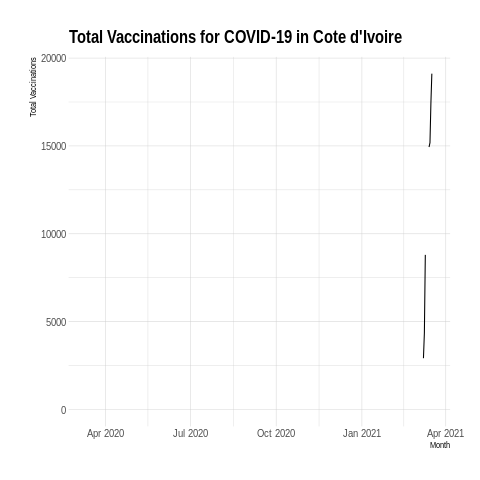 Total Vaccinations for COVID-19 in Cote d'Ivoire
Total Vaccinations
20000
15000
10000
5000
0
Apr 2020 Jul 2020 Oct 2020 Jan 2021 Apr 2021
Month